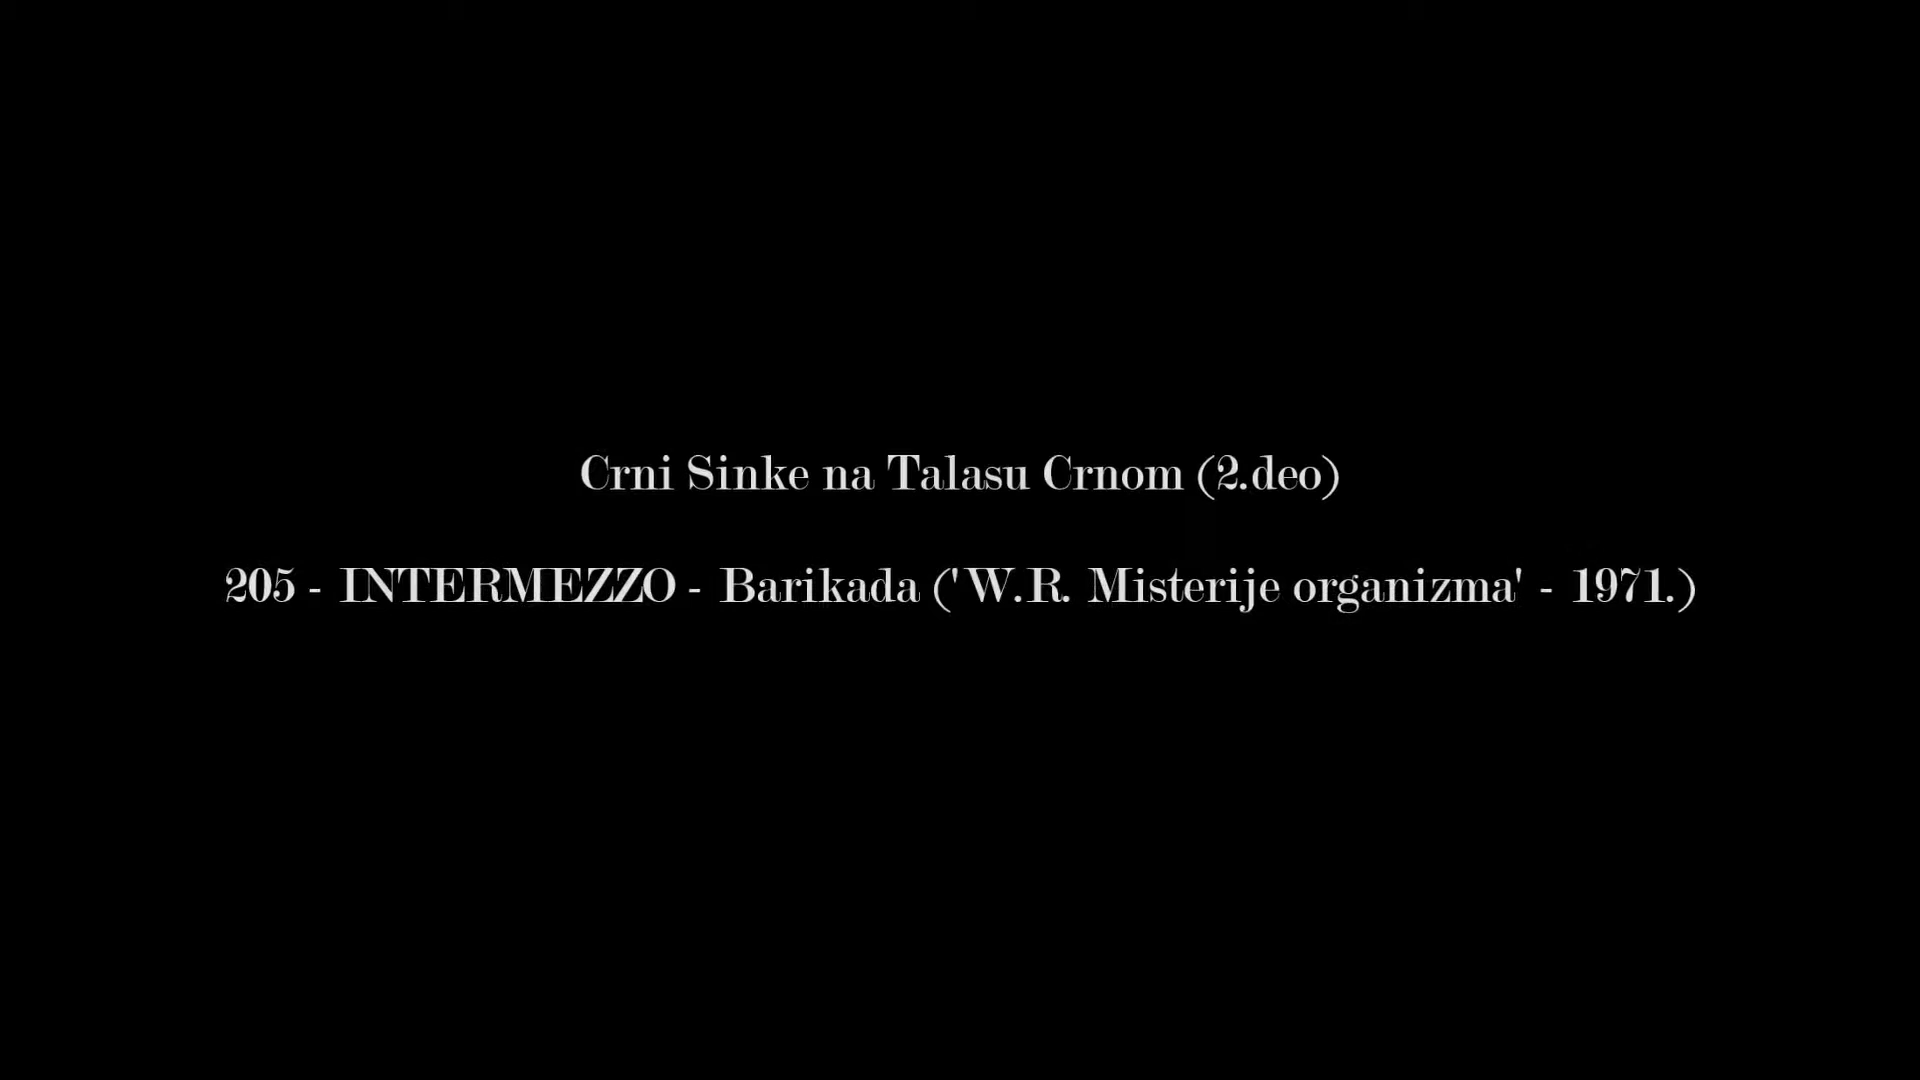 Crni Sinke na Talasu Crnom (2.deo)
205 - INTERMEZZO - Barikada ('W.R. Misterije organizma' - 1971.)